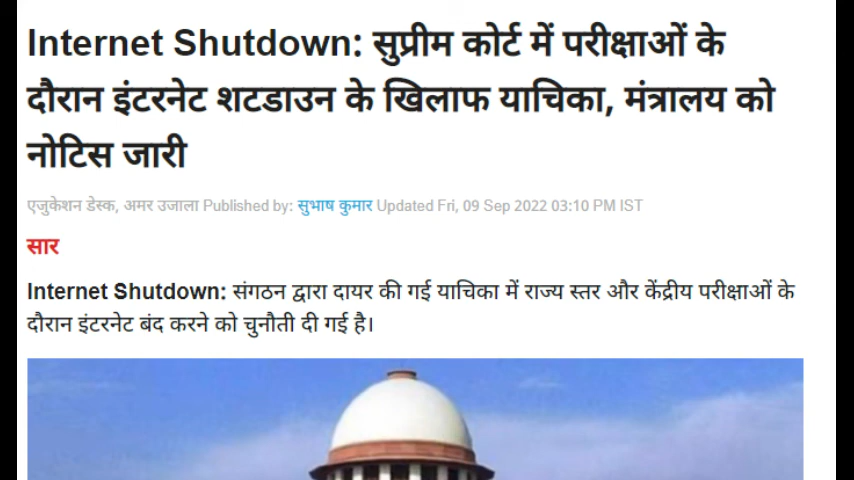 Internet Shutdown: सुप्रीम कोर्ट में परीक्षाओं के
दौरान इंटरनेट शटडाउन के खिलाफ याचिका, मंत्रालय को
नोटिस जारी
एजुकेशन डेस्क, अमर उजाला Published by: सुभाष कुमार Updated Fri, 09 Sep 2022 03:10 PM IST
सार
Internet Shutdown: संगठन द्वारा दायर की गई याचिका में राज्य स्तर और केंद्रीय परीक्षाओं के
दौरान इंटरनेट बंद करने को चुनौती दी गई है।